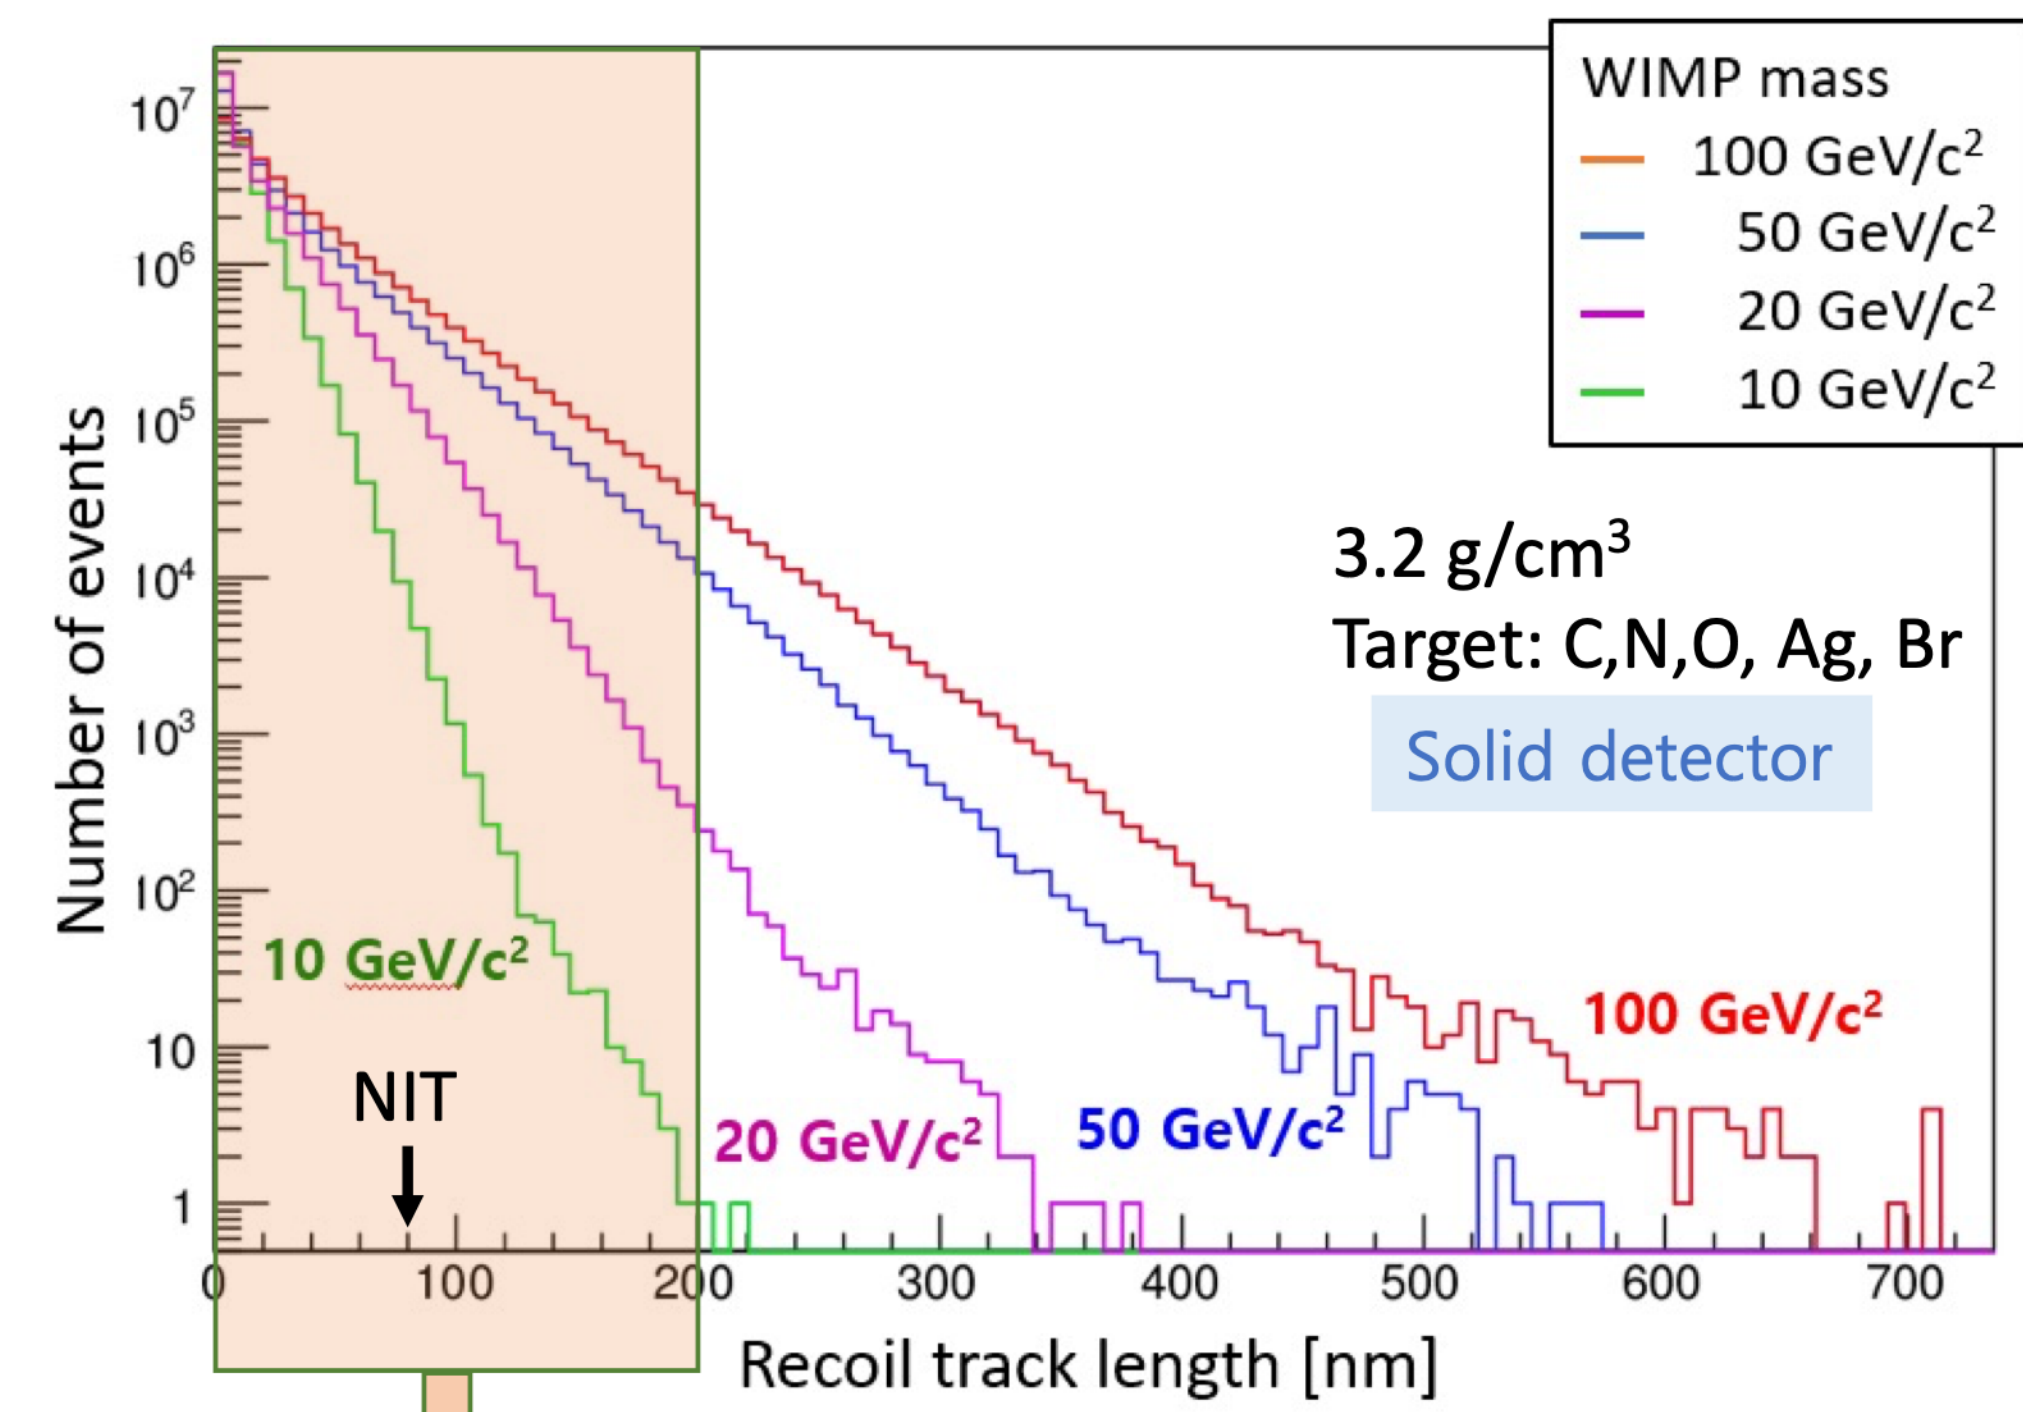 WIMP mass
100 GeV/c²
50 GeV/c²
20 GeV/c²
10 GeV/c²
10⁷
10⁶
10⁵
10⁴
10³
10²
10
1
Number of events
3.2 g/cm³
Target: C,N,O, Ag, Br
Solid detector
10 GeV/c²
NIT
20 GeV/c²
50 GeV/c²
100 GeV/c²
0 100 200 300 400 500 600 700
Recoil track length [nm]